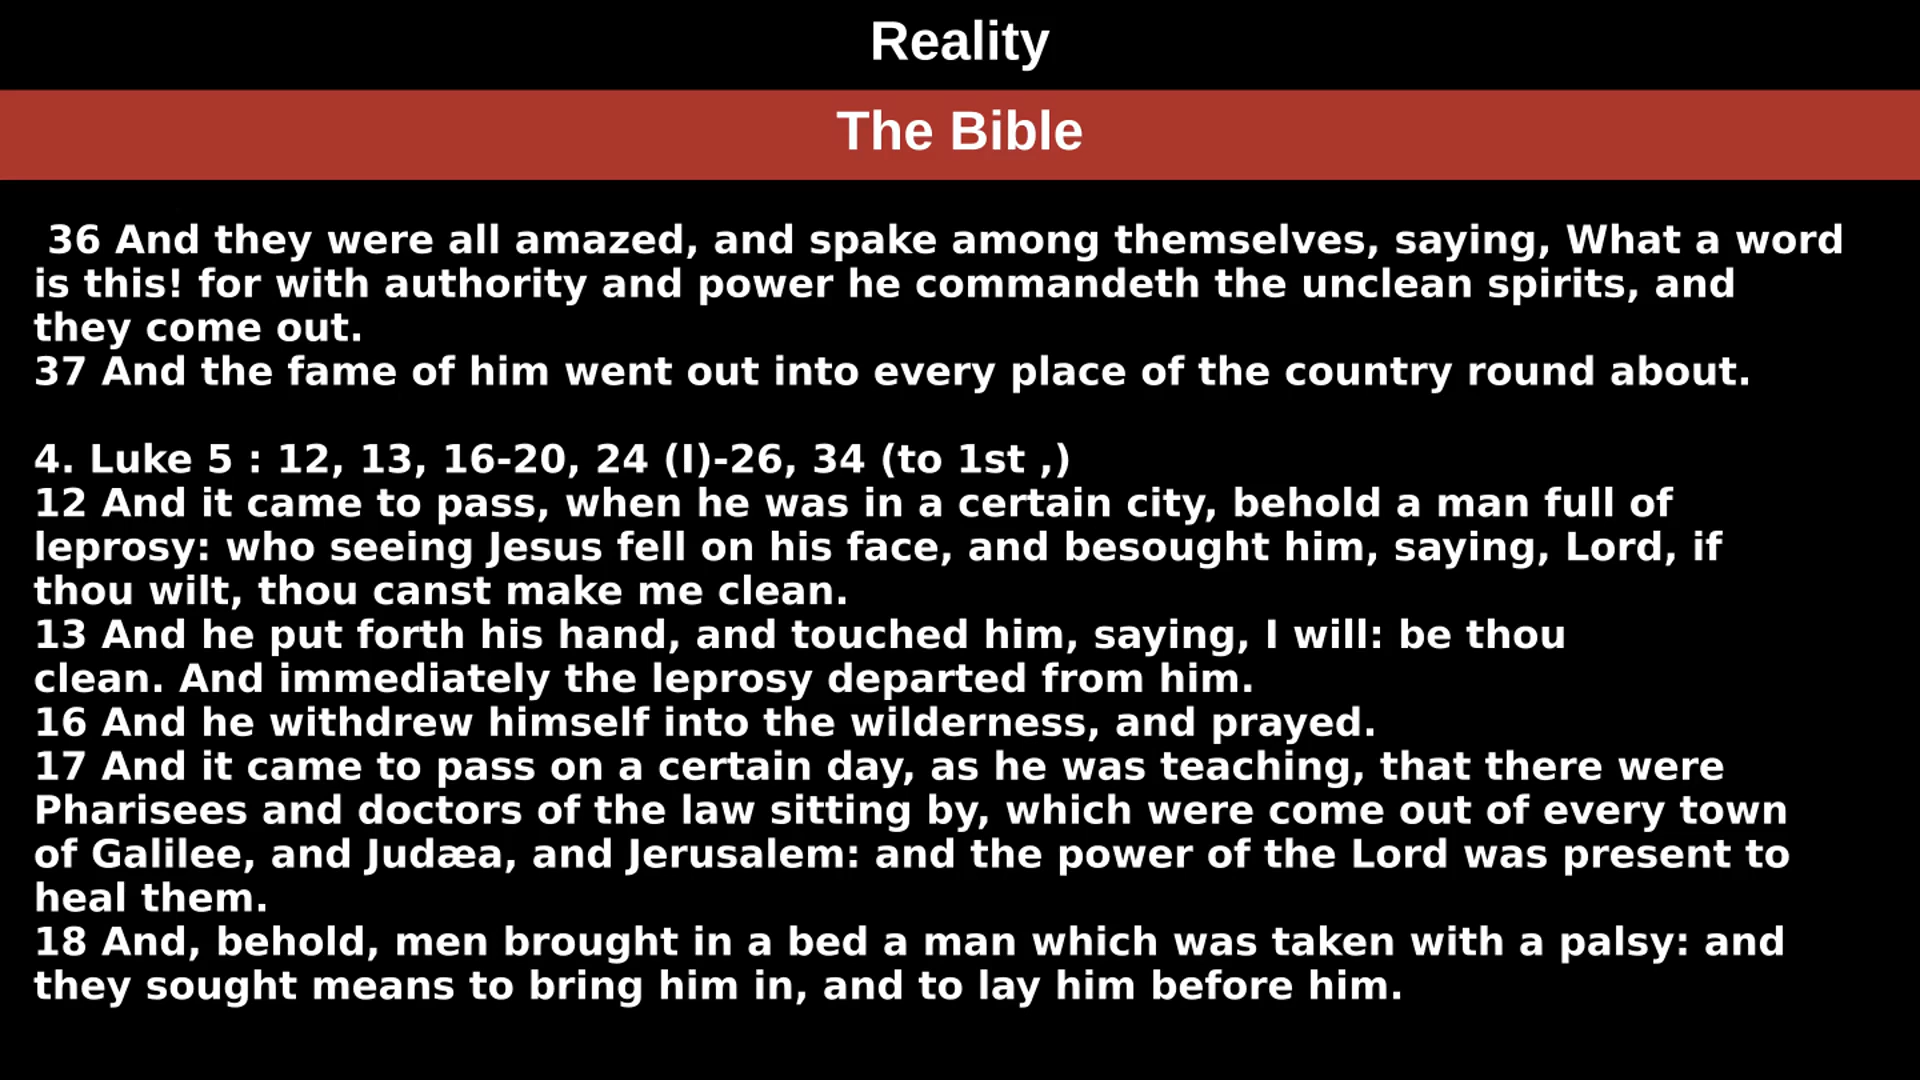 Reality
The Bible
36 And they were all amazed, and spake among themselves, saying, What a word
is this! for with authority and power he commandeth the unclean spirits, and
they come out.
37 And the fame of him went out into every place of the country round about.
4. Luke 5 : 12, 13, 16-20, 24 (I)-26, 34 (to 1st ,)
12 And it came to pass, when he was in a certain city, behold a man full of
leprosy: who seeing Jesus fell on his face, and besought him, saying, Lord, if
thou wilt, thou canst make me clean.
13 And he put forth his hand, and touched him, saying, I will: be thou
clean. And immediately the leprosy departed from him.
16 And he withdrew himself into the wilderness, and prayed.
17 And it came to pass on a certain day, as he was teaching, that there were
Pharisees and doctors of the law sitting by, which were come out of every town
of Galilee, and Judæa, and Jerusalem: and the power of the Lord was present to
heal them.
18 And, behold, men brought in a bed a man which was taken with a palsy: and
they sought means to bring him in, and to lay him before him.